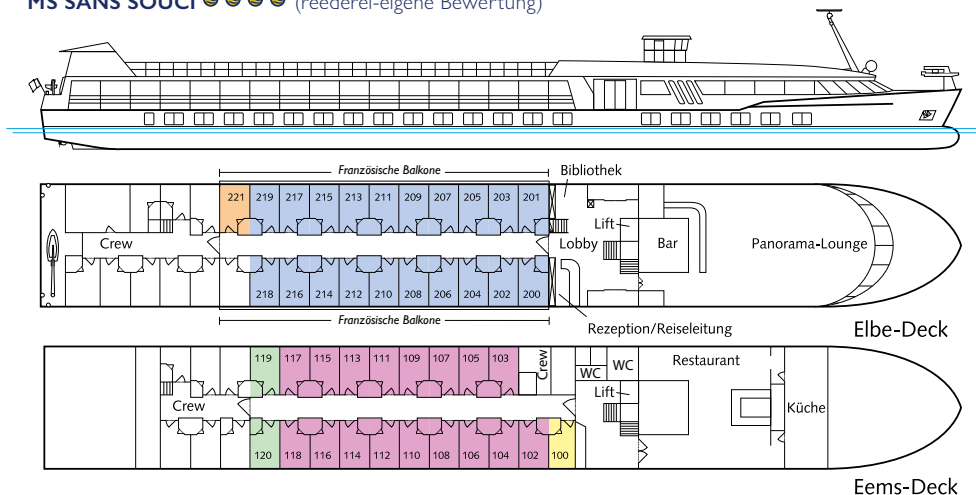 MS SANS SOUCI (reederei-eigene Bewertung)
Französische Balkone
Bibliothek
221 219 217 215 213 211 209 207 205 203 201
Crew
Lobby
Lift
Bar
Panorama-Lounge
218 216 214 212 210 208 206 204 202 200
Französische Balkone
Rezeption/Reiseleitung
Elbe-Deck
119 117 115 113 111 109 107 105 103
Crew
WC
WC
Restaurant
Crew
Lift
Küche
120 118 116 114 112 110 108 106 104 102 100
Eems-Deck